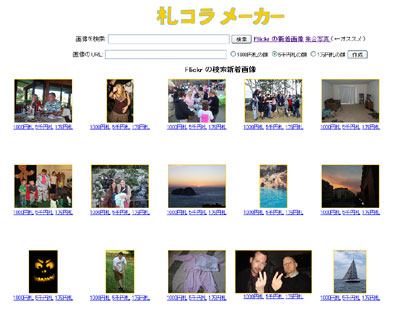 札コラメーカー
画像を検索: 検索 Flickr の新着画像 集合写真 (←オススメ)
画像のURL: 1000円札の顔 5千円札の顔 1万円札の顔 作成
Flickr の検索新着画像
1000円札 5千円札 1万円札 1000円札 5千円札 1万円札 1000円札 5千円札 1万円札 1000円札 5千円札 1万円札 1000円札 5千円札 1万円札
1000円札 5千円札 1万円札 1000円札 5千円札 1万円札 1000円札 5千円札 1万円札 1000円札 5千円札 1万円札 1000円札 5千円札 1万円札
1000円札 5千円札 1万円札 1000円札 5千円札 1万円札 1000円札 5千円札 1万円札 1000円札 5千円札 1万円札 1000円札 5千円札 1万円札